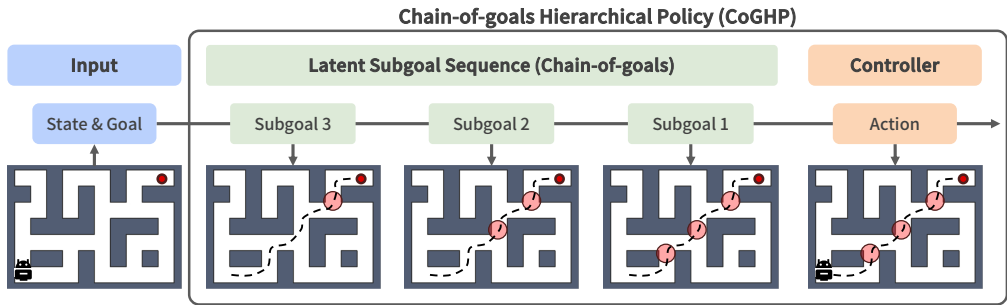 Chain-of-goals Hierarchical Policy (CoGHP)
Input
Latent Subgoal Sequence (Chain-of-goals)
Controller
State & Goal
Subgoal 3
Subgoal 2
Subgoal 1
Action